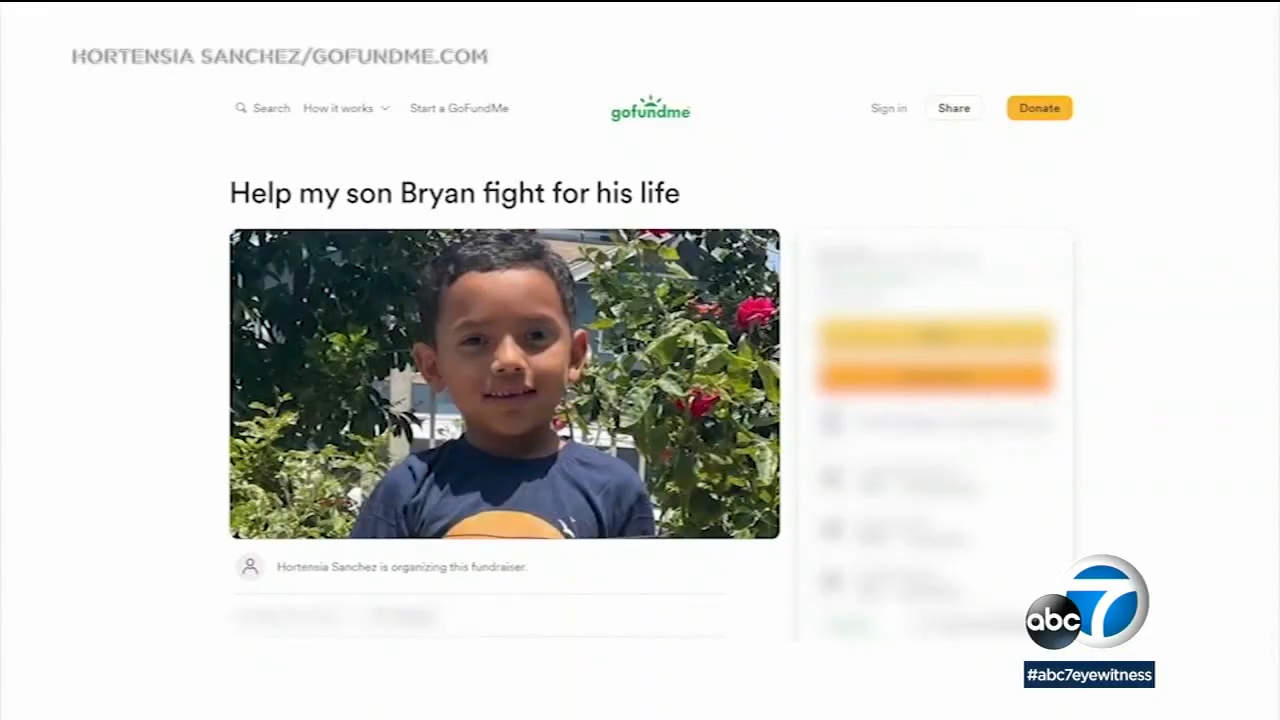 HORTENSIA SANCHEZ/GOFUNDME.COM
Search How it works Start a GoFundMe gofundme Sign in Share Donate
Help my son Bryan fight for his life
Hortensia Sanchez is organizing this fundraiser.
abc 7
#abc7eyewitness